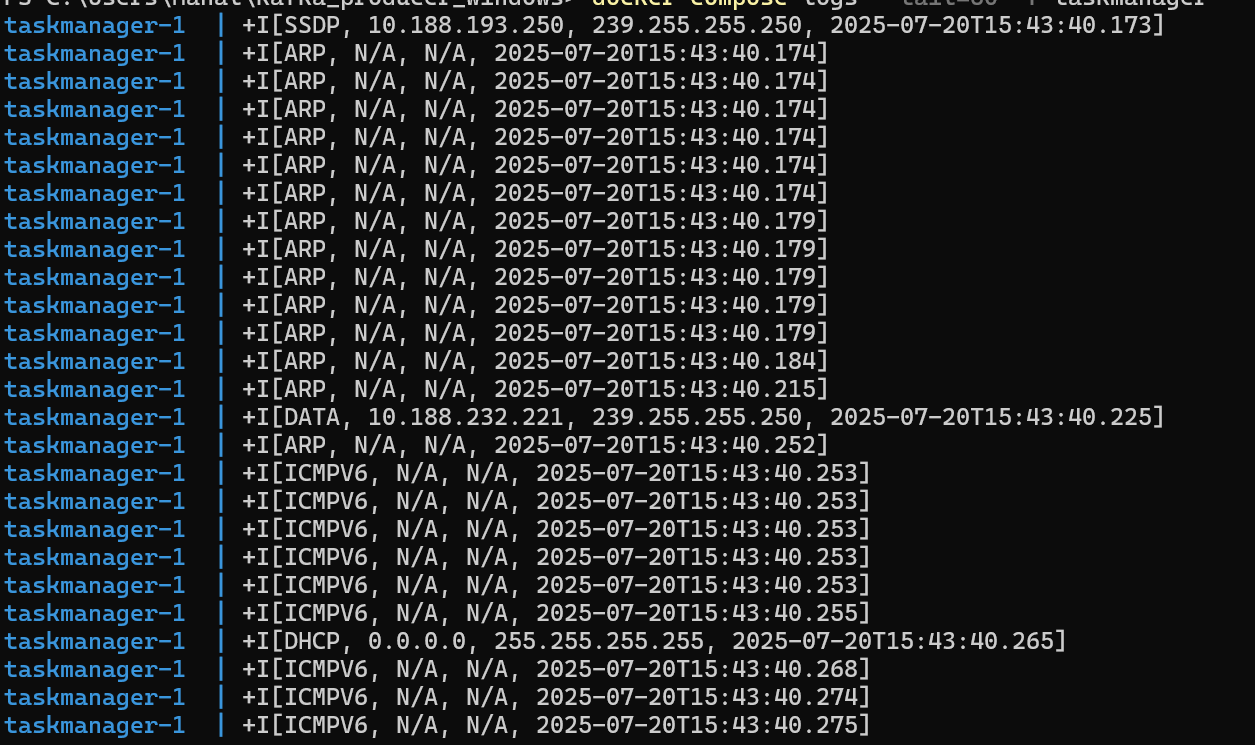 taskmanager-1 | +I[SSDP, 10.188.193.250, 239.255.255.250, 2025-07-20T15:43:40.173]
taskmanager-1 | +I[ARP, N/A, N/A, 2025-07-20T15:43:40.174]
taskmanager-1 | +I[ARP, N/A, N/A, 2025-07-20T15:43:40.174]
taskmanager-1 | +I[ARP, N/A, N/A, 2025-07-20T15:43:40.174]
taskmanager-1 | +I[ARP, N/A, N/A, 2025-07-20T15:43:40.174]
taskmanager-1 | +I[ARP, N/A, N/A, 2025-07-20T15:43:40.174]
taskmanager-1 | +I[ARP, N/A, N/A, 2025-07-20T15:43:40.174]
taskmanager-1 | +I[ARP, N/A, N/A, 2025-07-20T15:43:40.179]
taskmanager-1 | +I[ARP, N/A, N/A, 2025-07-20T15:43:40.179]
taskmanager-1 | +I[ARP, N/A, N/A, 2025-07-20T15:43:40.179]
taskmanager-1 | +I[ARP, N/A, N/A, 2025-07-20T15:43:40.179]
taskmanager-1 | +I[ARP, N/A, N/A, 2025-07-20T15:43:40.179]
taskmanager-1 | +I[ARP, N/A, N/A, 2025-07-20T15:43:40.184]
taskmanager-1 | +I[ARP, N/A, N/A, 2025-07-20T15:43:40.215]
taskmanager-1 | +I[DATA, 10.188.232.221, 239.255.255.250, 2025-07-20T15:43:40.225]
taskmanager-1 | +I[ARP, N/A, N/A, 2025-07-20T15:43:40.252]
taskmanager-1 | +I[ICMPV6, N/A, N/A, 2025-07-20T15:43:40.253]
taskmanager-1 | +I[ICMPV6, N/A, N/A, 2025-07-20T15:43:40.253]
taskmanager-1 | +I[ICMPV6, N/A, N/A, 2025-07-20T15:43:40.253]
taskmanager-1 | +I[ICMPV6, N/A, N/A, 2025-07-20T15:43:40.253]
taskmanager-1 | +I[ICMPV6, N/A, N/A, 2025-07-20T15:43:40.253]
taskmanager-1 | +I[ICMPV6, N/A, N/A, 2025-07-20T15:43:40.255]
taskmanager-1 | +I[DHCP, 0.0.0.0, 255.255.255.255, 2025-07-20T15:43:40.265]
taskmanager-1 | +I[ICMPV6, N/A, N/A, 2025-07-20T15:43:40.268]
taskmanager-1 | +I[ICMPV6, N/A, N/A, 2025-07-20T15:43:40.274]
taskmanager-1 | +I[ICMPV6, N/A, N/A, 2025-07-20T15:43:40.275]